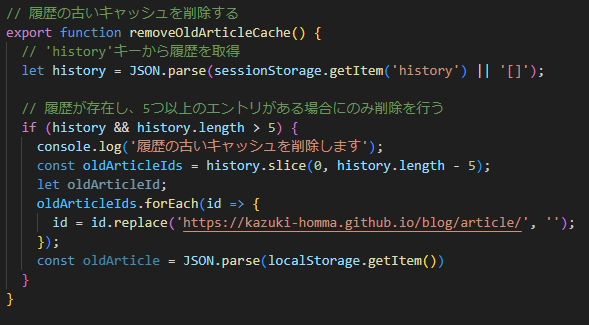 // 履歴の古いキャッシュを削除する
export function removeOldArticleCache() {
  // 'history'キーから履歴を取得
  let history = JSON.parse(sessionStorage.getItem('history') || '[]');

  // 履歴が存在し、5つ以上のエントリがある場合にのみ削除を行う
  if (history && history.length > 5) {
    console.log('履歴の古いキャッシュを削除します');
    const oldArticleIds = history.slice(0, history.length - 5);
    let oldArticleId;
    oldArticleIds.forEach(id => {
      id = id.replace('https://kazuki-homma.github.io/blog/article/', '');
    });
    const oldArticle = JSON.parse(localStorage.getItem())
  }
}